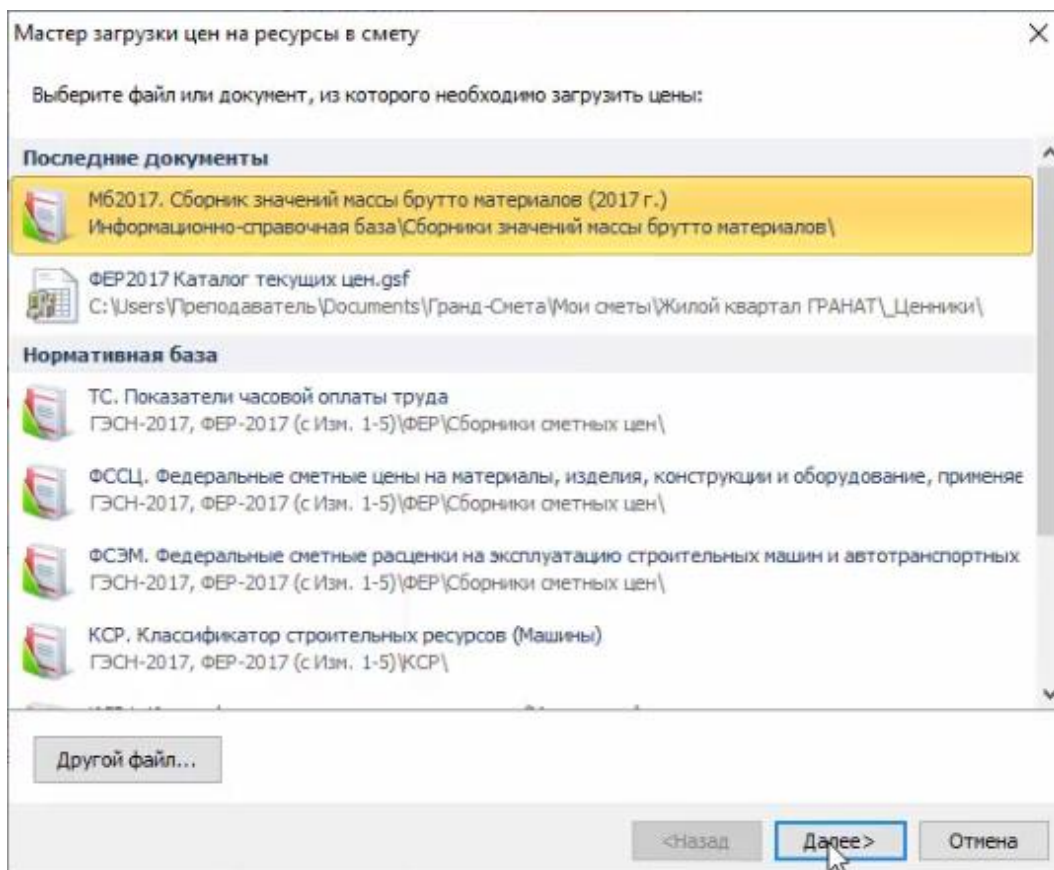 Мастер загрузки цен на ресурсы в смету
Выберите файл или документ, из которого необходимо загрузить цены:
Последние документы
Мб2017. Сборник значений массы брутто материалов (2017 г.)
Информационно-справочная база\Сборники значений массы брутто материалов\
ФЕР2017 Каталог текущих цен.gsf
C:\Users\Преподаватель\Documents\Гранд-Смета\Мои сметы\Жилой квартал ГРАНАТ\_Ценники\
Нормативная база
ТС. Показатели часовой оплаты труда
ГЭСН-2017, ФЕР-2017 (с Изм. 1-5)\ФЕР\Сборники сметных цен\
ФССЦ. Федеральные сметные цены на материалы, изделия, конструкции и оборудование, применяе
ГЭСН-2017, ФЕР-2017 (с Изм. 1-5)\ФЕР\Сборники сметных цен\
ФСЭМ. Федеральные сметные расценки на эксплуатацию строительных машин и автотранспортных
ГЭСН-2017, ФЕР-2017 (с Изм. 1-5)\ФЕР\Сборники сметных цен\
КСР. Классификатор строительных ресурсов (Машины)
ГЭСН-2017, ФЕР-2017 (с Изм. 1-5)\КСР\
Другой файл...
<Назад
Далее>
Отмена